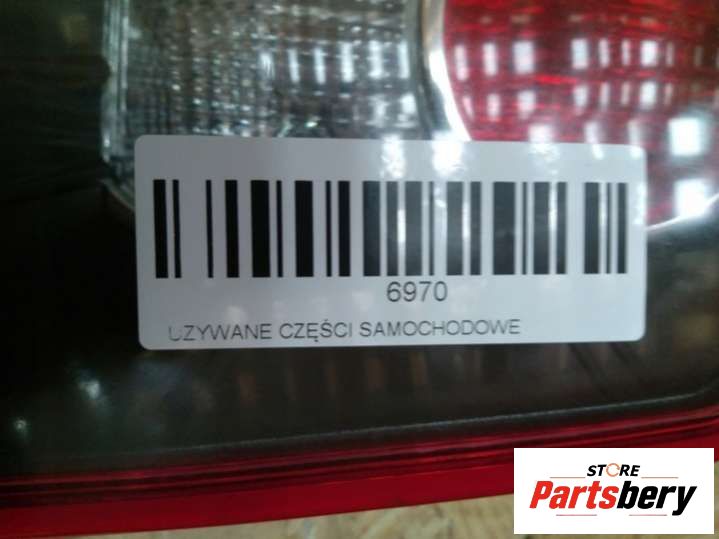 6970
UZYWANE CZĘŚCI SAMOCHODOWE
STORE
Partsbery